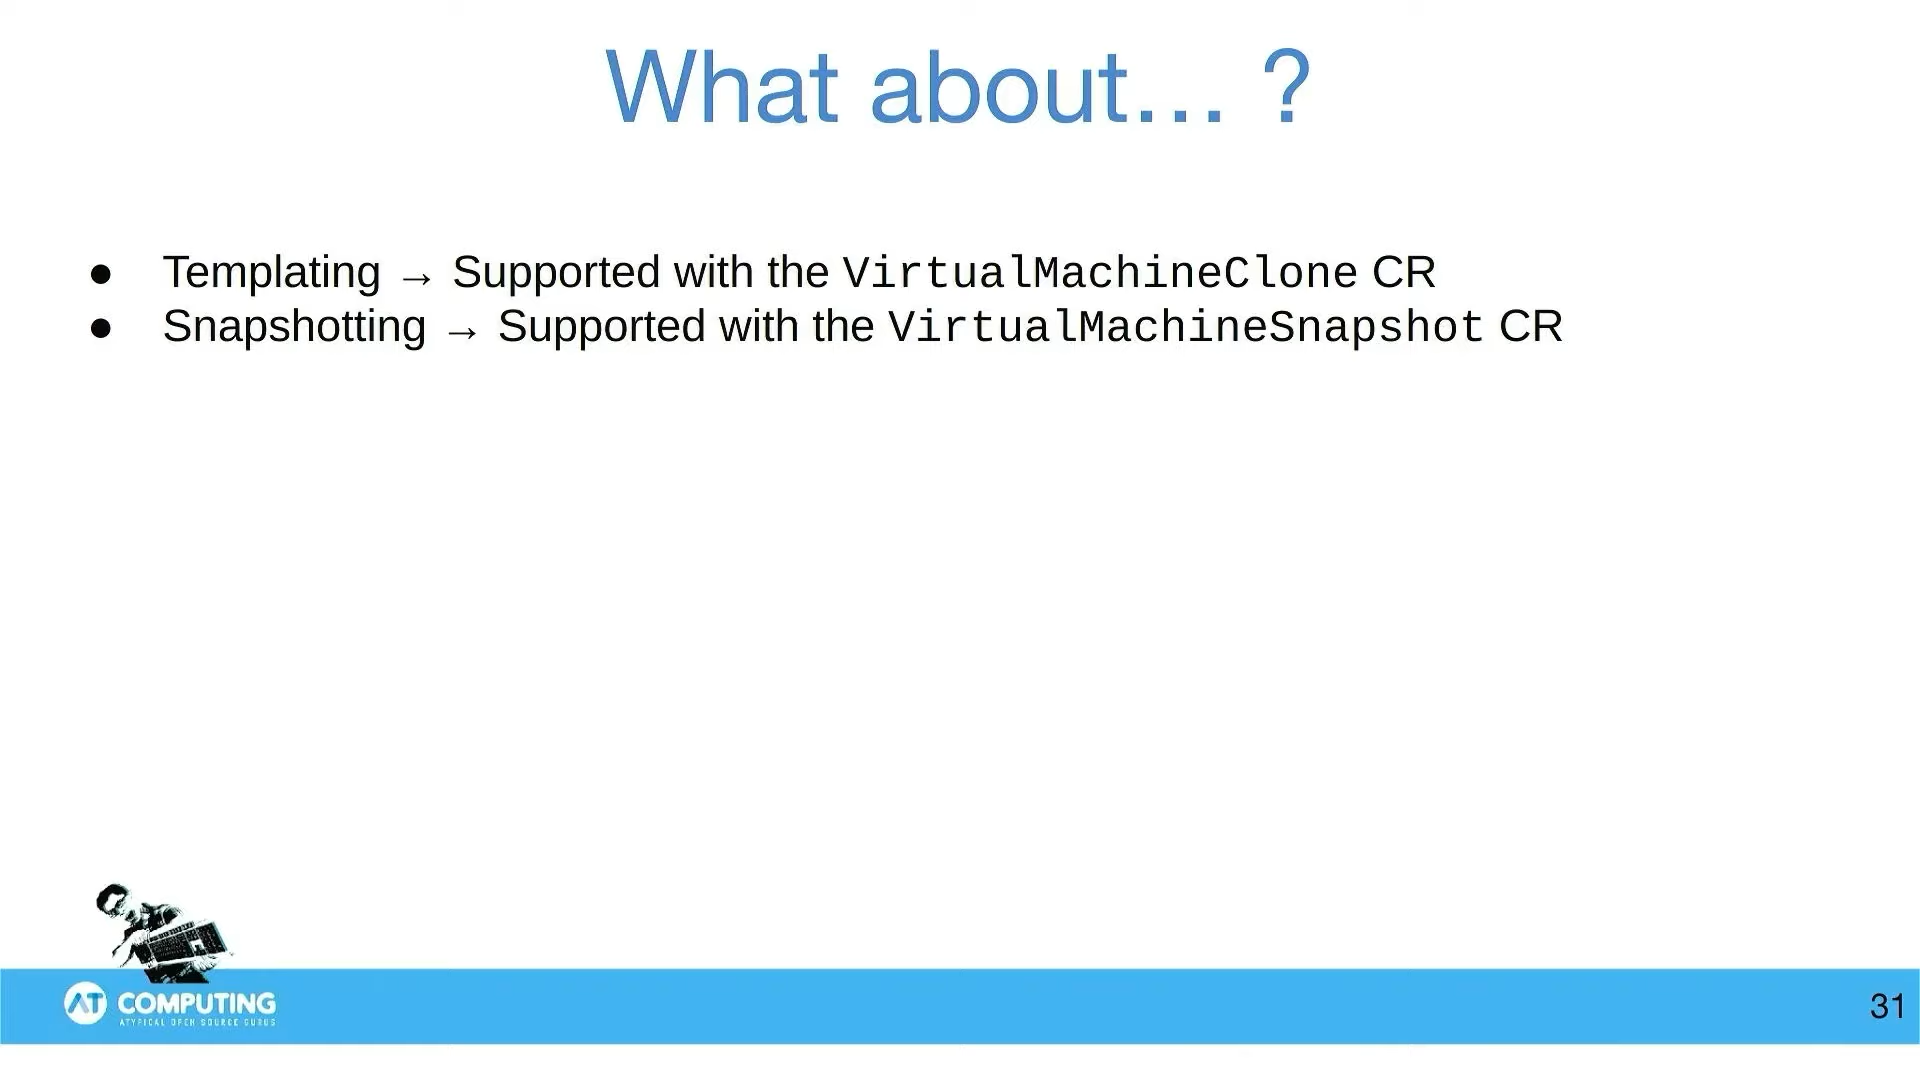 What about… ?
● Templating → Supported with the VirtualMachineClone CR
● Snapshotting → Supported with the VirtualMachineSnapshot CR
AT COMPUTING
ATYPICAL OPEN SOURCE GURUS
31